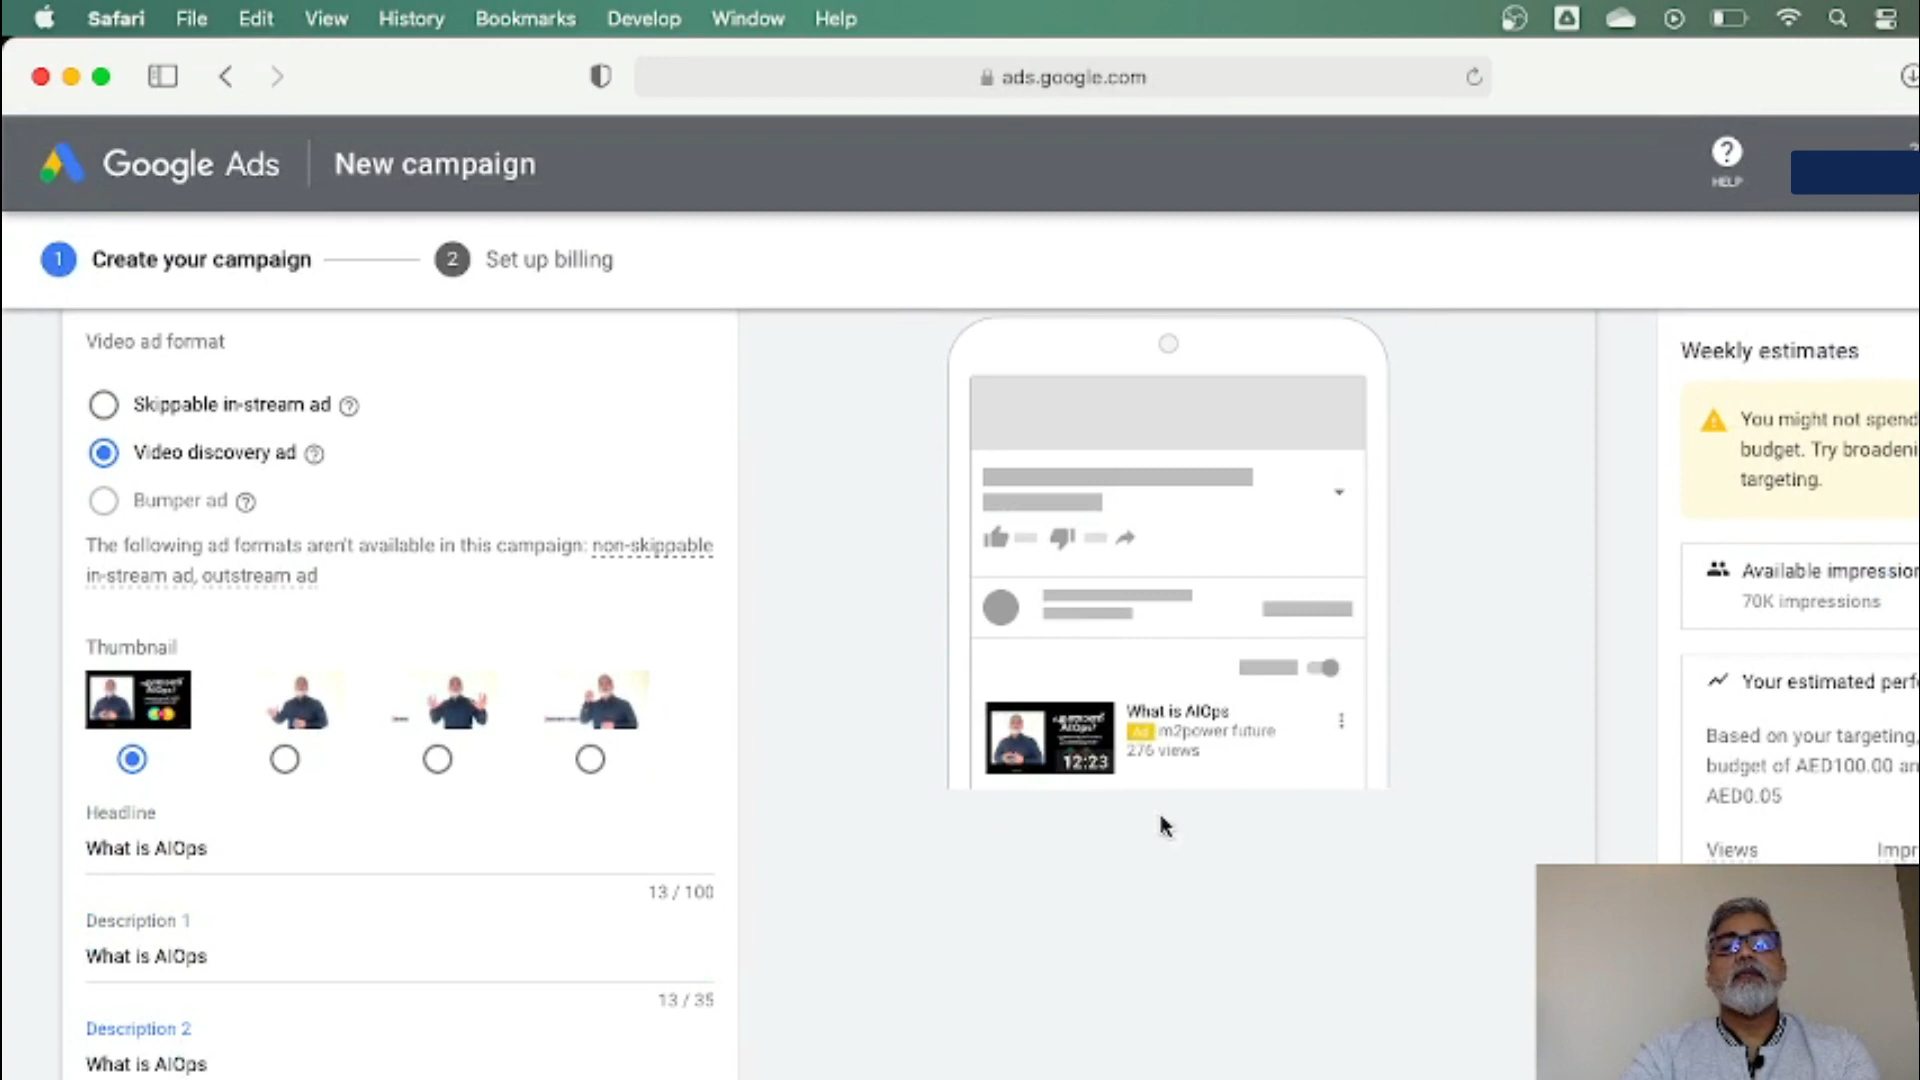 Safari File Edit View History Bookmarks Develop Window Help
ads.google.com
Google Ads New campaign
HELP
1 Create your campaign 2 Set up billing
Video ad format
Skippable in-stream ad
Video discovery ad
Bumper ad
The following ad formats aren't available in this campaign: non-skippable
in-stream ad, outstream ad
Thumbnail
Headline
What is AIOps
13 / 100
Description 1
What is AIOps
13 / 35
Description 2
What is AIOps
What is AIOps
Ad m2power future
276 views
12:23
Weekly estimates
You might not spend
budget. Try broadeni
targeting.
Available impression
70K impressions
Your estimated perf
Based on your targeting,
budget of AED100.00 an
AED0.05
Views Impr